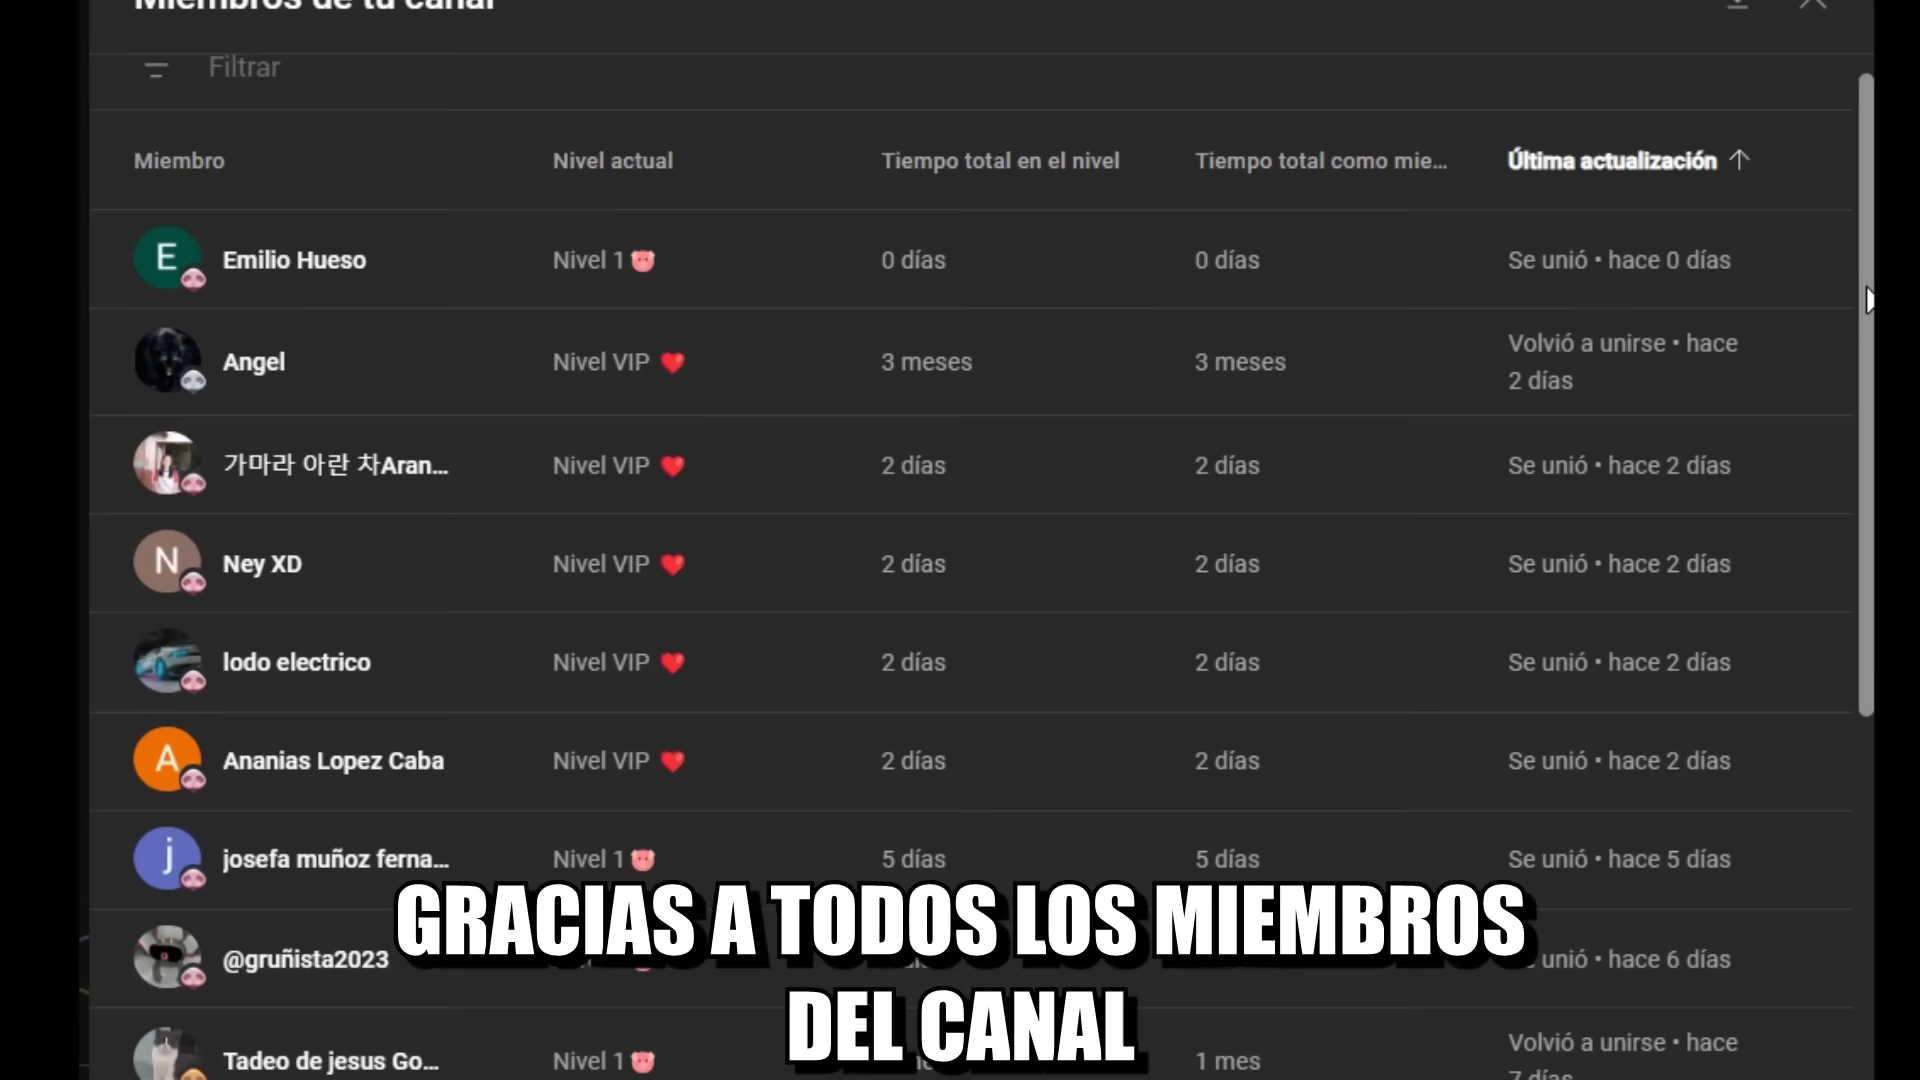 Miembros de tu canal
Filtrar
Miembro Nivel actual Tiempo total en el nivel Tiempo total como mie... Última actualización
E Emilio Hueso Nivel 1 0 días 0 días Se unió • hace 0 días
Angel Nivel VIP 3 meses 3 meses Volvió a unirse • hace
2 días
가마라 아란 차Aran... Nivel VIP 2 días 2 días Se unió • hace 2 días
N Ney XD Nivel VIP 2 días 2 días Se unió • hace 2 días
lodo electrico Nivel VIP 2 días 2 días Se unió • hace 2 días
A Ananias Lopez Caba Nivel VIP 2 días 2 días Se unió • hace 2 días
j josefa muñoz ferna... Nivel 1 5 días 5 días Se unió • hace 5 días
@gruñista2023 unió • hace 6 días
Tadeo de jesus Go... Nivel 1 1 mes Volvió a unirse • hace
7 días
GRACIAS A TODOS LOS MIEMBROS
DEL CANAL